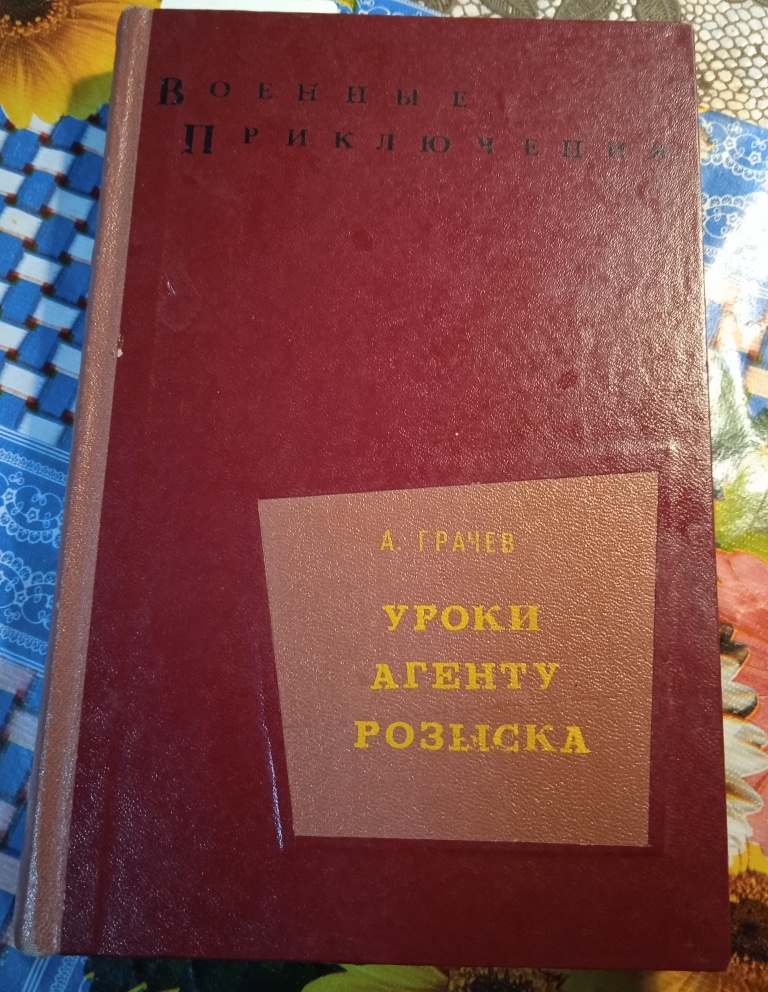 Военные
Приключения
А. ГРАЧЕВ
УРОКИ
АГЕНТУ
РОЗЫСКА